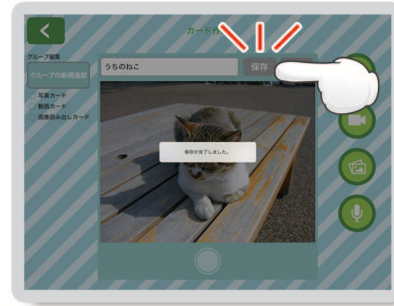 カード作成
グループ編集
グループの新規追加
写真カード
動画カード
画像読み出しカード
うちのねこ
保存
保存が完了しました。